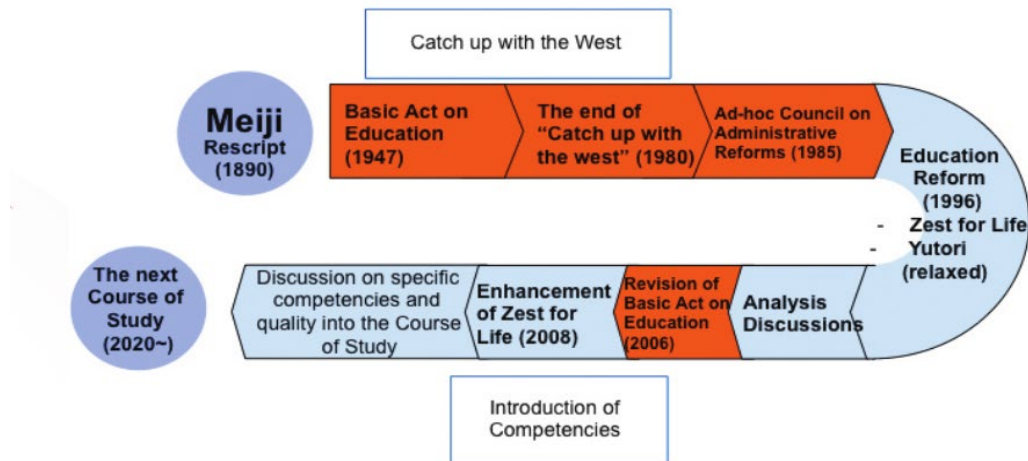 Catch up with the West
Meiji
Rescript
(1890)
Basic Act on
Education
(1947)
The end of
“Catch up with
the west” (1980)
Ad-hoc Council on
Administrative
Reforms (1985)
Education
Reform
(1996)
- Zest for Life
- Yutori
(relaxed)
Analysis
Discussions
Revision of
Basic Act on
Education
(2006)
Enhancement
of Zest for
Life (2008)
Discussion on specific
competencies and
quality into the Course
of Study
The next
Course of
Study
(2020~)
Introduction of
Competencies